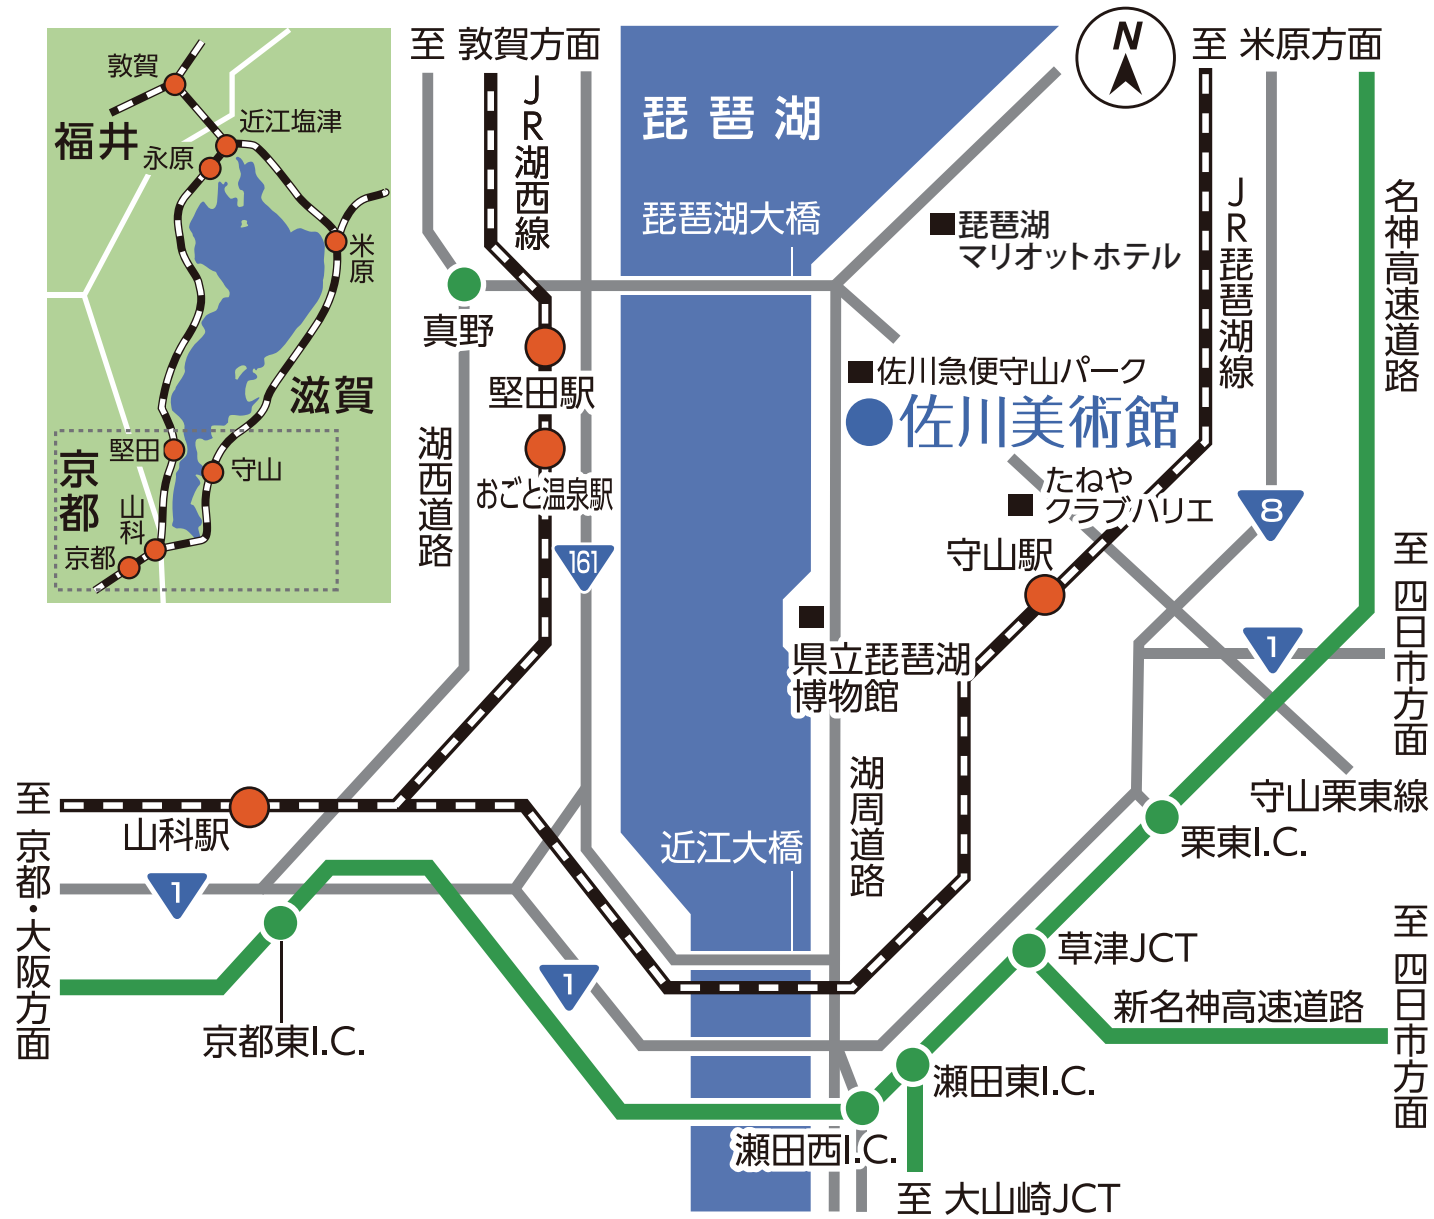 敦賀
近江塩津
福井
永原
米原
滋賀
堅田
守山
京都
山科
京都
至 敦賀方面
JR湖西線
琵琶湖
琵琶湖大橋
N
至 米原方面
琵琶湖
マリオットホテル
JR琵琶湖線
名神高速道路
真野
堅田駅
おごと温泉駅
湖西道路
161
佐川急便守山パーク
佐川美術館
たねや
クラブハリエ
8
守山駅
至 四日市方面
1
県立琵琶湖
博物館
湖周道路
守山栗東線
栗東I.C.
至 京都・大阪方面
山科駅
1
近江大橋
京都東I.C.
1
草津JCT
新名神高速道路
至 四日市方面
瀬田東I.C.
瀬田西I.C.
至 大山崎JCT